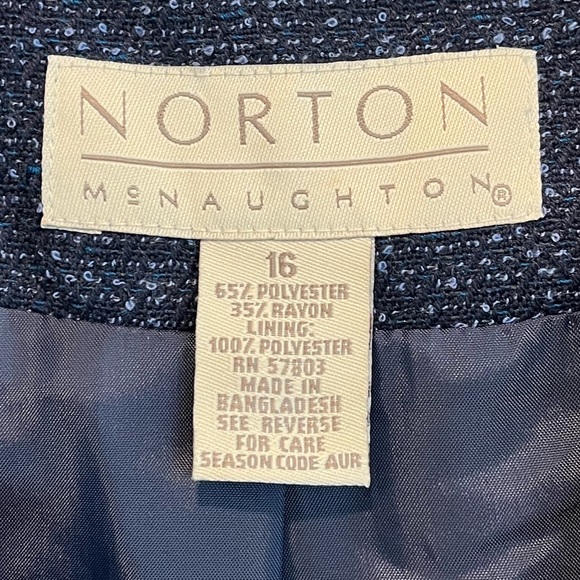 NORTON
McNAUGHTON®
16
65% POLYESTER
35% RAYON
LINING:
100% POLYESTER
RN 57803
MADE IN
BANGLADESH
SEE REVERSE
FOR CARE
SEASON CODE AUR